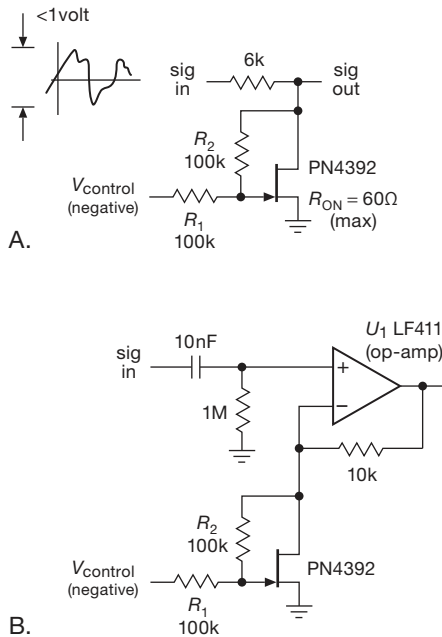 <1volt
6k
sig
in
sig
out
R2
100k
PN4392
Vcontrol
(negative)
R1
100k
RON = 60Ω
(max)
A.
U1 LF411
(op-amp)
10nF
sig
in
+
−
1M
10k
R2
100k
PN4392
Vcontrol
(negative)
R1
100k
B.